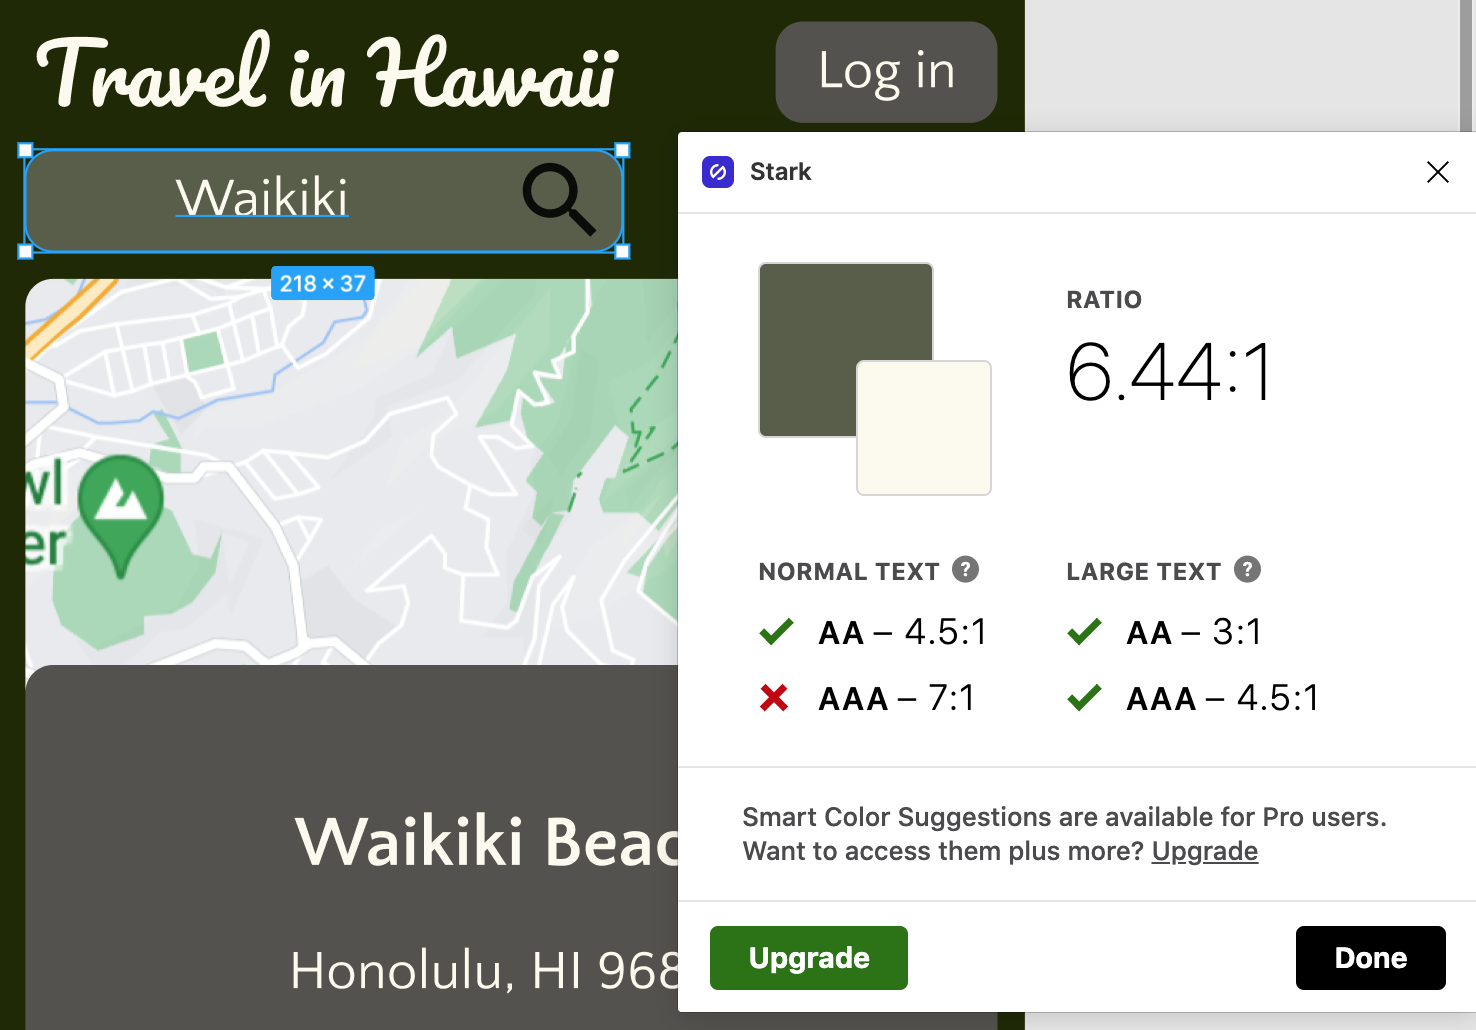 Travel in Hawaii
Log in
Waikiki
218 × 37
wl
er
Waikiki Beac
Honolulu, HI 968
Stark
RATIO
6.44:1
NORMAL TEXT ?
AA – 4.5:1
AAA – 7:1
LARGE TEXT ?
AA – 3:1
AAA – 4.5:1
Smart Color Suggestions are available for Pro users.
Want to access them plus more? Upgrade
Upgrade
Done